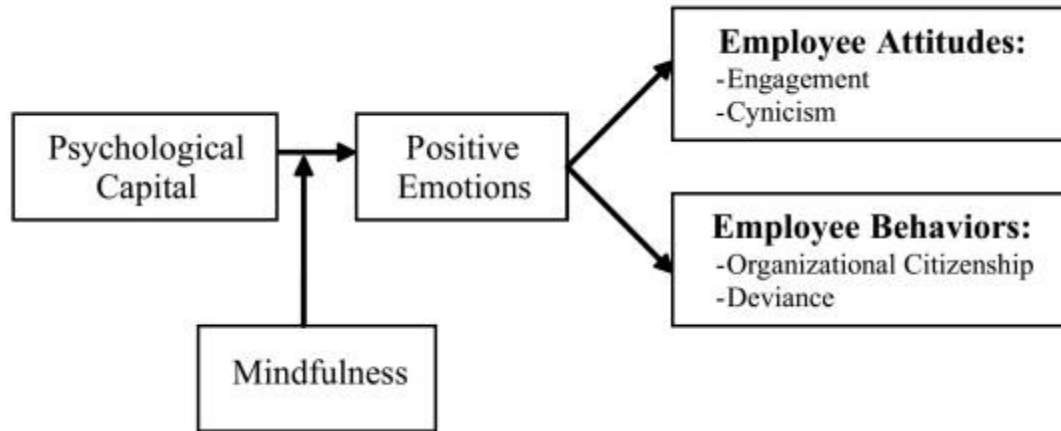 Psychological
Capital
Positive
Emotions
Employee Attitudes:
-Engagement
-Cynicism
Employee Behaviors:
-Organizational Citizenship
-Deviance
Mindfulness